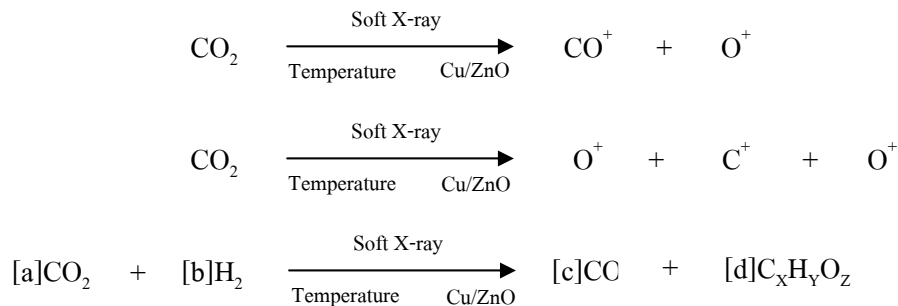 Soft X-ray
CO₂ CO⁺ + O⁺
Temperature Cu/ZnO
Soft X-ray
CO₂ O⁺ + C⁺ + O⁺
Temperature Cu/ZnO
Soft X-ray
[a]CO₂ + [b]H₂ [c]CO + [d]CₓHᵧO_Z
Temperature Cu/ZnO